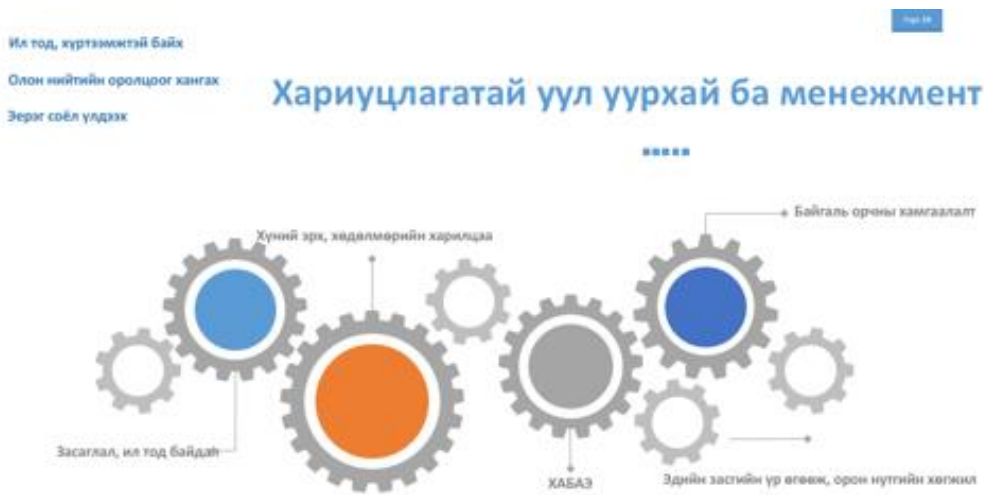 Ил тод, хүртээмжтэй байх
Олон нийтийн оролцоог хангах
Зерэг соёл үлдээх
Хариуцлагатай уул уурхай ба менежмент
Байгаль орчны хамгаалалт
Хүний эрх, хөдөлмөрийн харилцаа
Засаглал, ил тод байдал
ХАБАЭ
Эдийн засгийн үр өгөөж, орон нутгийн хөгжил